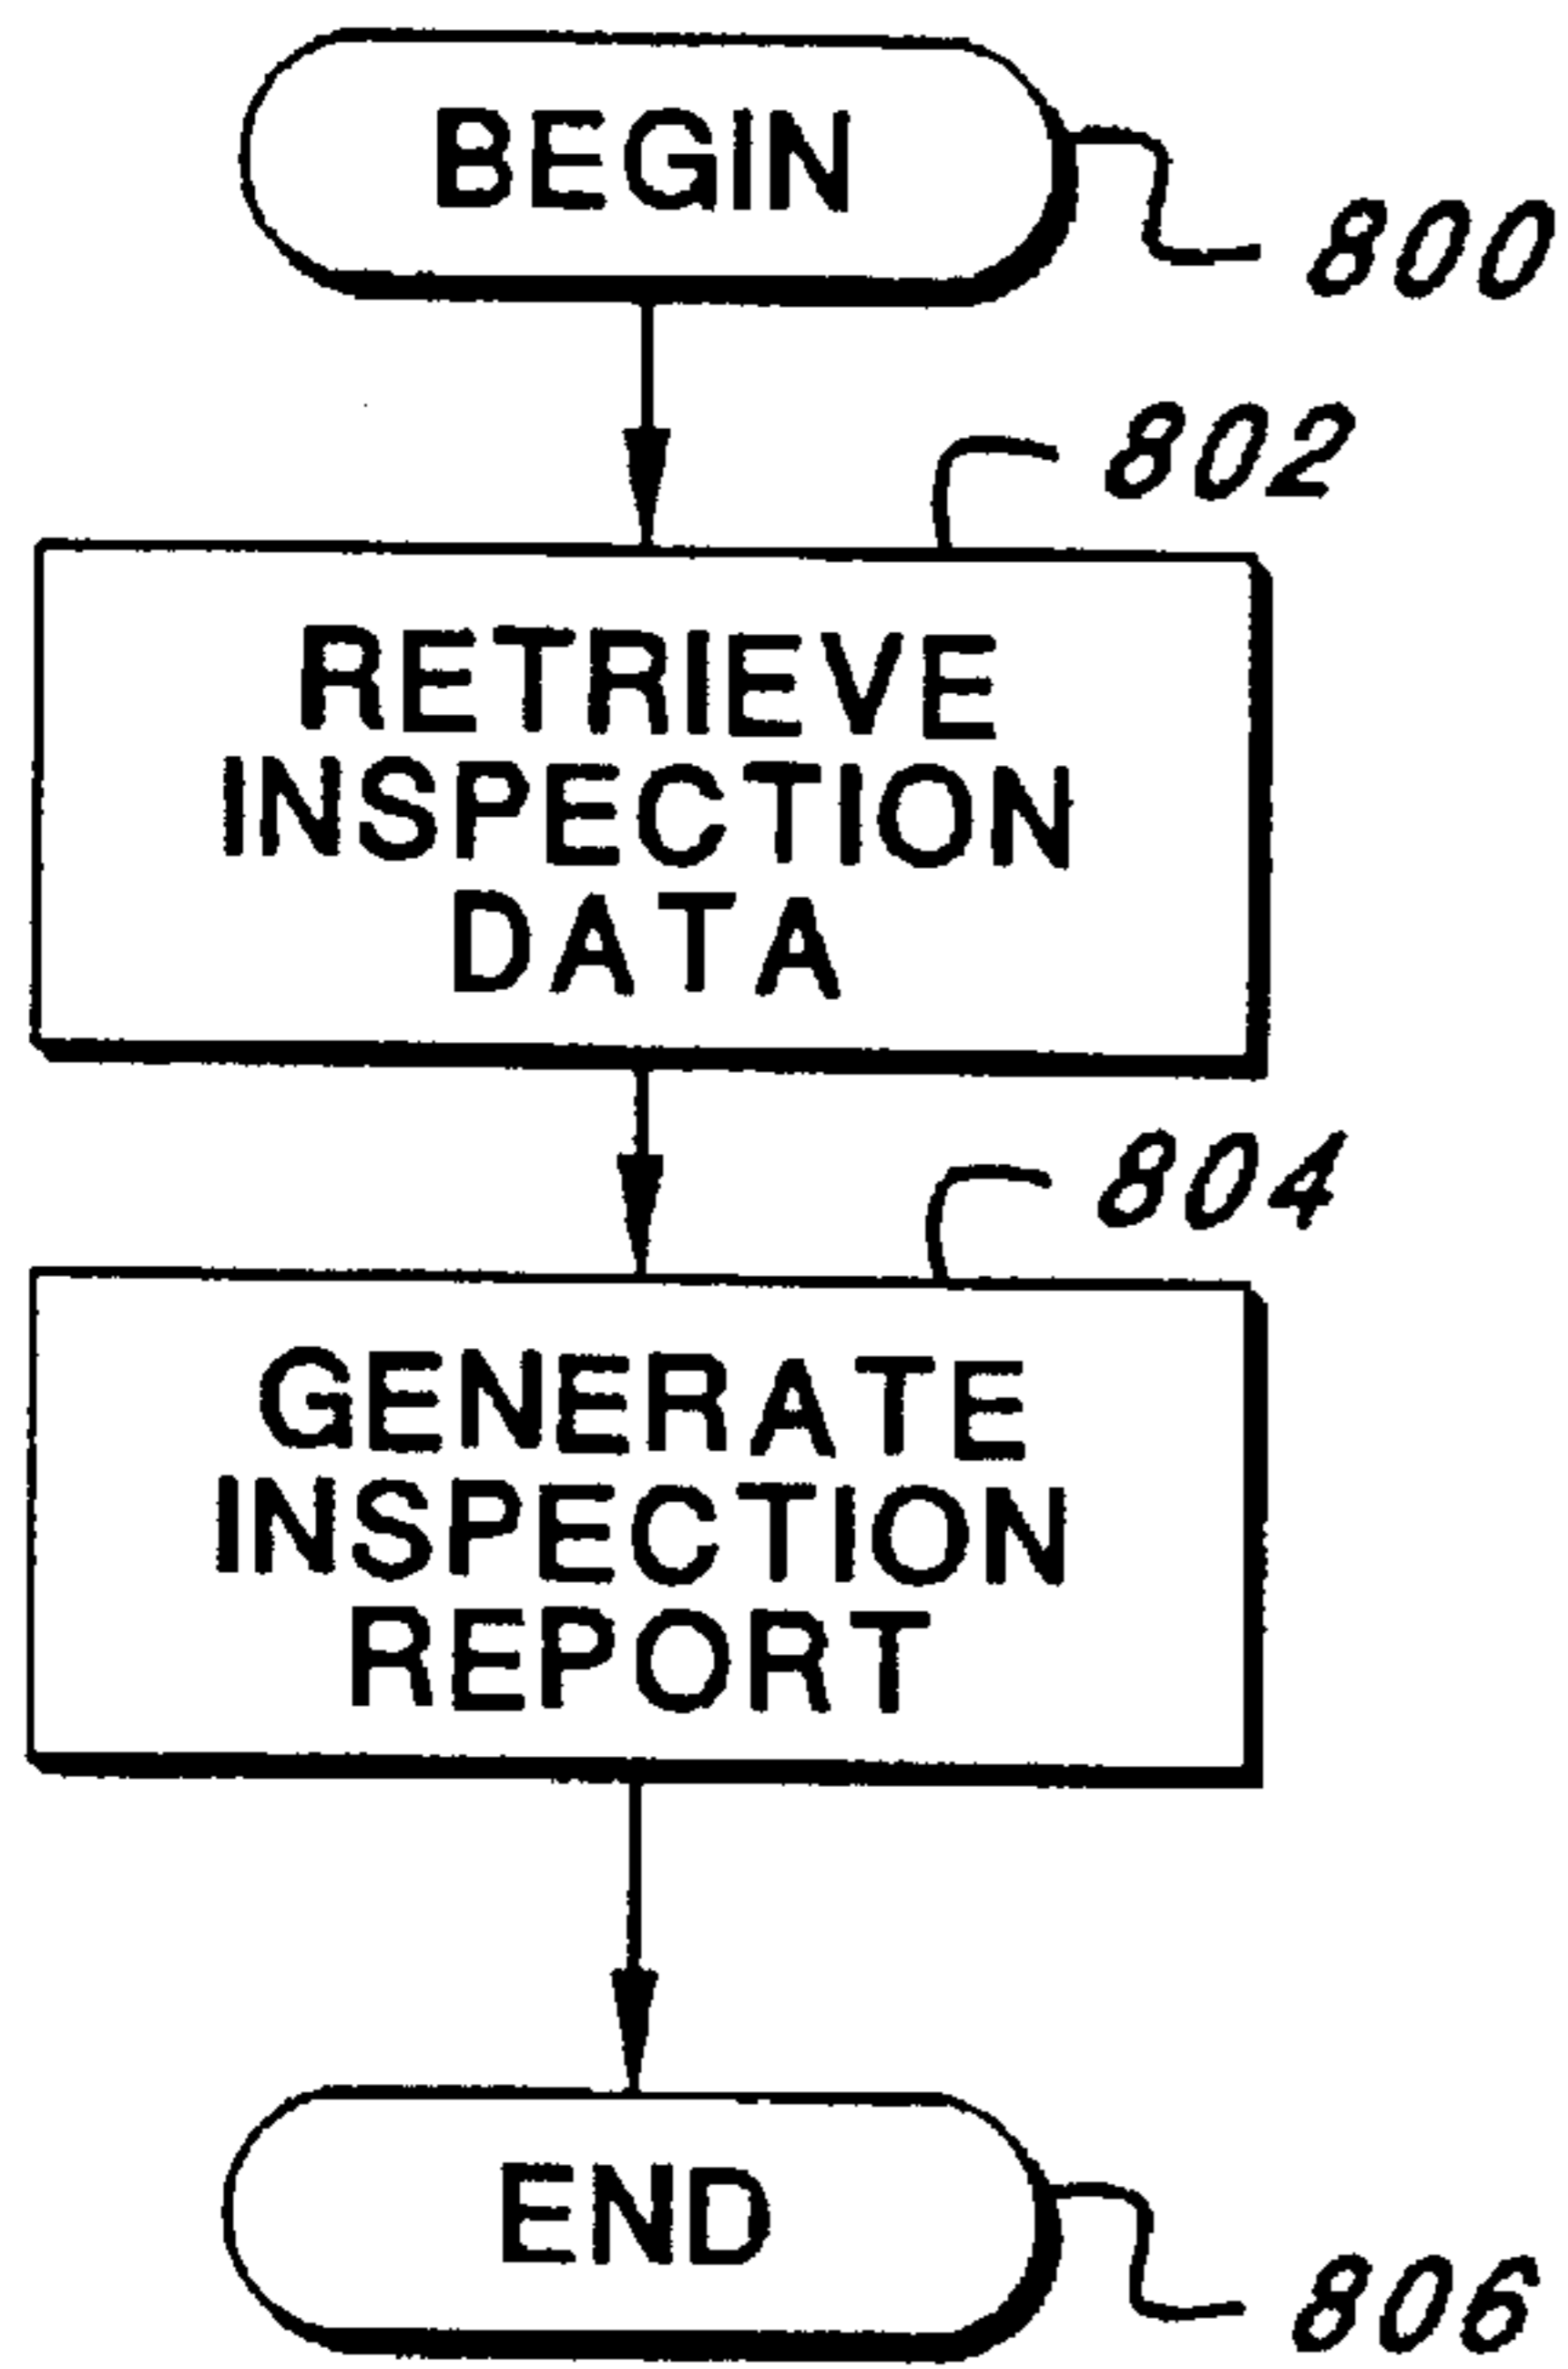 BEGIN
800
802
RETRIEVE
INSPECTION
DATA
804
GENERATE
INSPECTION
REPORT
END
806